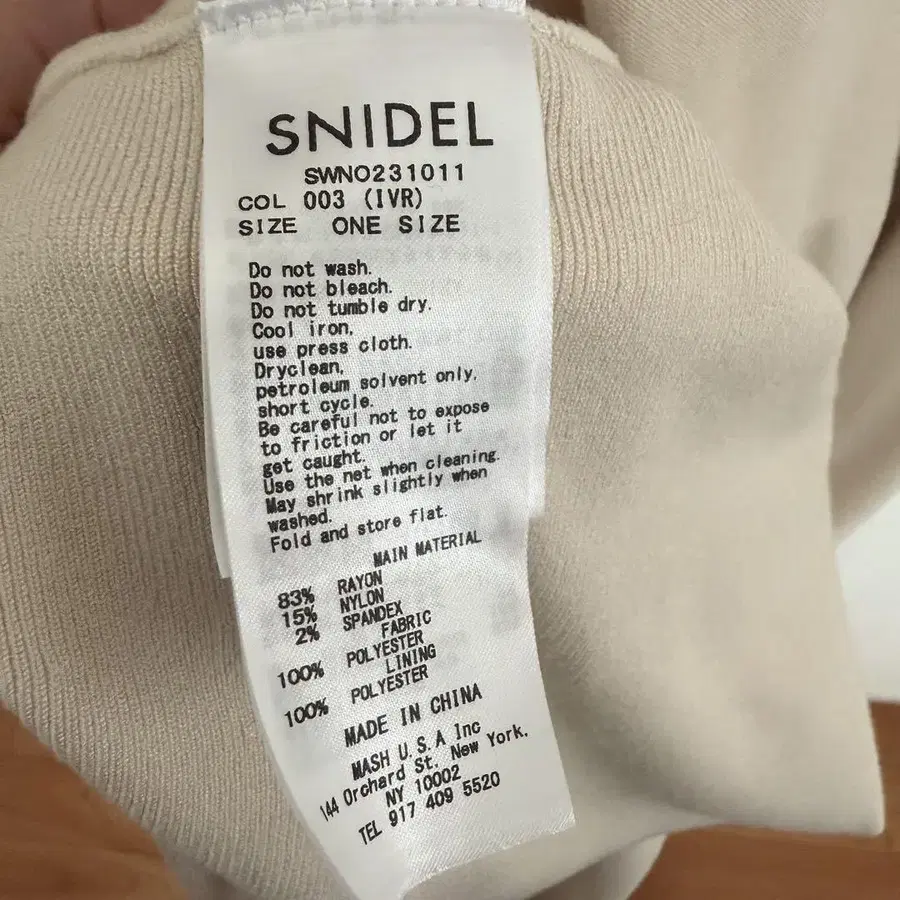 SNIDEL
SWNO231011
COL 003 (IVR)
SIZE ONE SIZE
Do not wash.
Do not bleach.
Do not tumble dry.
Cool iron,
use press cloth.
Dryclean,
petroleum solvent only,
short cycle.
Be careful not to expose
to friction or let it
get caught.
Use the net when cleaning.
May shrink slightly when
washed.
Fold and store flat.
MAIN MATERIAL
83% RAYON
15% NYLON
2% SPANDEX
FABRIC
100% POLYESTER
LINING
100% POLYESTER
MADE IN CHINA
MASH U.S.A Inc
144 Orchard St. New York,
NY 10002
TEL 917 409 5520